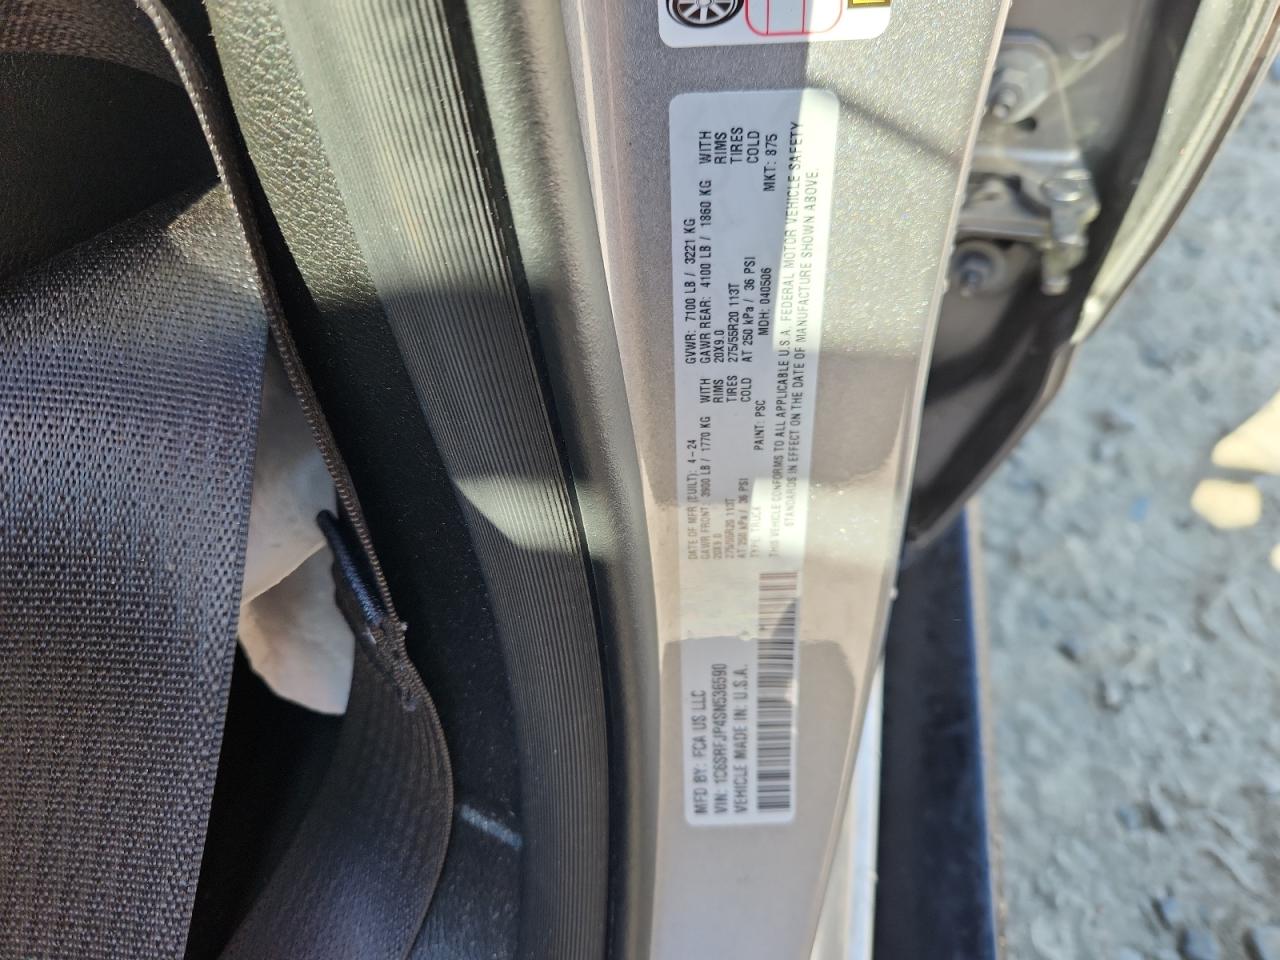 MFD BY: FCA US LLC
DATE OF MFR (BUILT): 4-24
GVWR: 7100 LB / 3221 KG
GAWR FRONT: 3900 LB / 1770 KG WITH
20X9.0 RIMS
275/55R20 113T TIRES
AT 250 kPa / 36 PSI COLD
GAWR REAR: 4100 LB / 1860 KG WITH
20X9.0 RIMS
275/55R20 113T TIRES
AT 250 kPa / 36 PSI COLD
VIN: 1C6SRFJP4SN536590
TYPE: TRUCK PAINT: PSC MDH: 040506 MKT: 875
VEHICLE MADE IN: U.S.A.
THIS VEHICLE CONFORMS TO ALL APPLICABLE U.S.A. FEDERAL MOTOR VEHICLE SAFETY
STANDARDS IN EFFECT ON THE DATE OF MANUFACTURE SHOWN ABOVE.